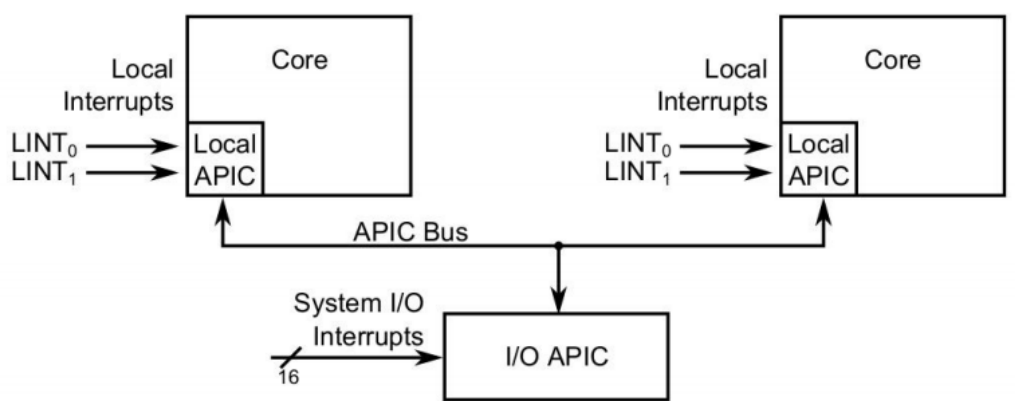 Core
Local
Interrupts
LINT₀
LINT₁
Local
APIC
Core
Local
Interrupts
LINT₀
LINT₁
Local
APIC
APIC Bus
System I/O
Interrupts
16
I/O APIC